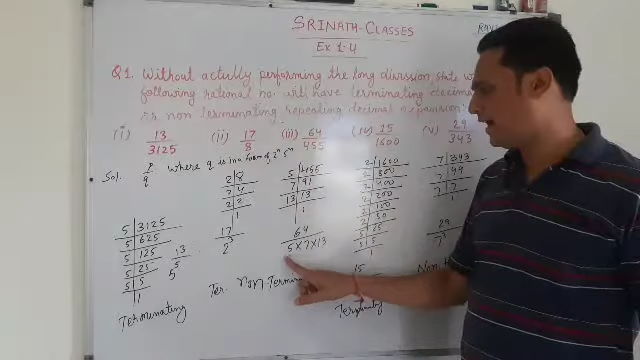 SRINATH-CLASSES
Ex 1.4
Q1. Without actually performing the long division, state
following rational no. will have terminating decimal
or non terminating repeating decimal expansion:
(i) 13/3125 (ii) 17/8 (iii) 64/455 (iv) 15/1600 (v) 29/343
Sol. p/q where q is in a form of 2ⁿ 5ᵐ
5 | 3125
5 | 625
5 | 125
5 | 25
5 | 5
1
13/5⁵
Terminating
2 | 8
2 | 4
2 | 2
1
17/2³
Ter.
5 | 455
7 | 91
13 | 13
1
64/5×7×13
Non-Termin
2 | 1600
2 | 800
2 | 400
2 | 200
2 | 100
2 | 50
5 | 25
5 | 5
1
15
Terminating
7 | 343
7 | 49
7 | 7
1
29/7³
Non